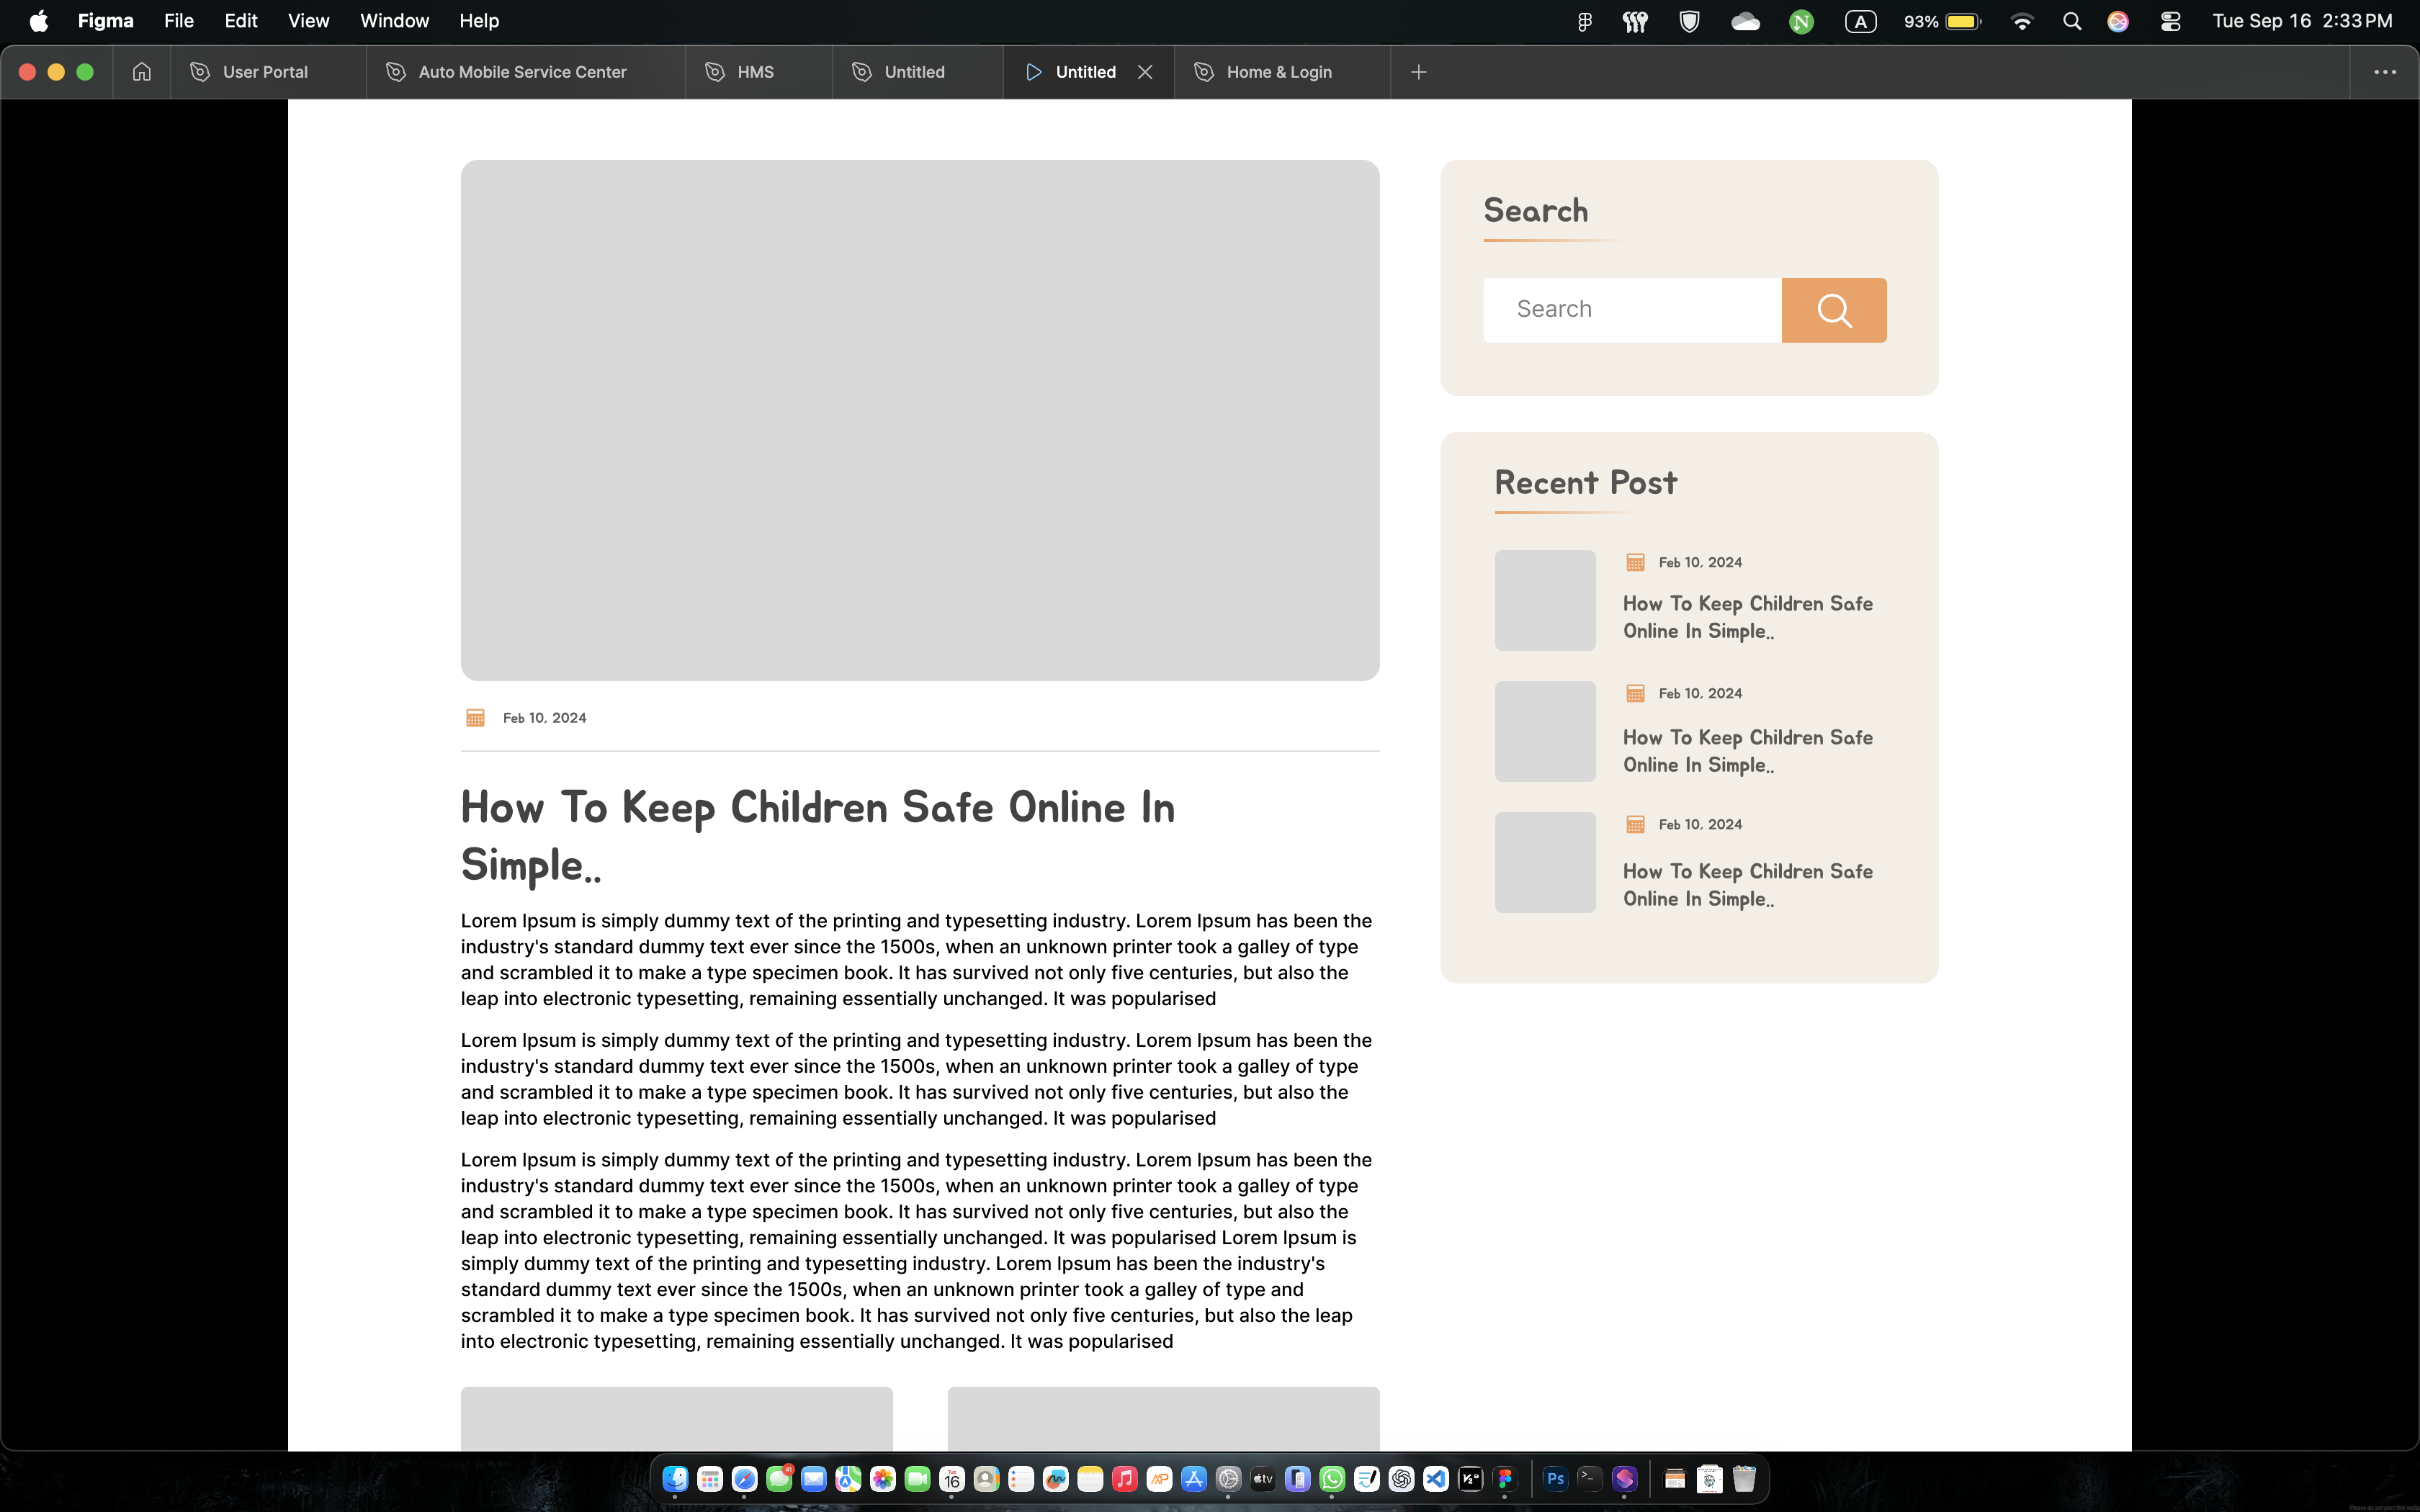 Figma File Edit View Window Help
A 93% Tue Sep 16 2:33 PM
User Portal Auto Mobile Service Center HMS Untitled Untitled Home & Login
Feb 10, 2024
How To Keep Children Safe Online In
Simple..
Lorem Ipsum is simply dummy text of the printing and typesetting industry. Lorem Ipsum has been the
industry's standard dummy text ever since the 1500s, when an unknown printer took a galley of type
and scrambled it to make a type specimen book. It has survived not only five centuries, but also the
leap into electronic typesetting, remaining essentially unchanged. It was popularised
Lorem Ipsum is simply dummy text of the printing and typesetting industry. Lorem Ipsum has been the
industry's standard dummy text ever since the 1500s, when an unknown printer took a galley of type
and scrambled it to make a type specimen book. It has survived not only five centuries, but also the
leap into electronic typesetting, remaining essentially unchanged. It was popularised
Lorem Ipsum is simply dummy text of the printing and typesetting industry. Lorem Ipsum has been the
industry's standard dummy text ever since the 1500s, when an unknown printer took a galley of type
and scrambled it to make a type specimen book. It has survived not only five centuries, but also the
leap into electronic typesetting, remaining essentially unchanged. It was popularised Lorem Ipsum is
simply dummy text of the printing and typesetting industry. Lorem Ipsum has been the industry's
standard dummy text ever since the 1500s, when an unknown printer took a galley of type and
scrambled it to make a type specimen book. It has survived not only five centuries, but also the leap
into electronic typesetting, remaining essentially unchanged. It was popularised
Search
Search
Recent Post
Feb 10, 2024
How To Keep Children Safe
Online In Simple..
Feb 10, 2024
How To Keep Children Safe
Online In Simple..
Feb 10, 2024
How To Keep Children Safe
Online In Simple..
41 16 tv Ps